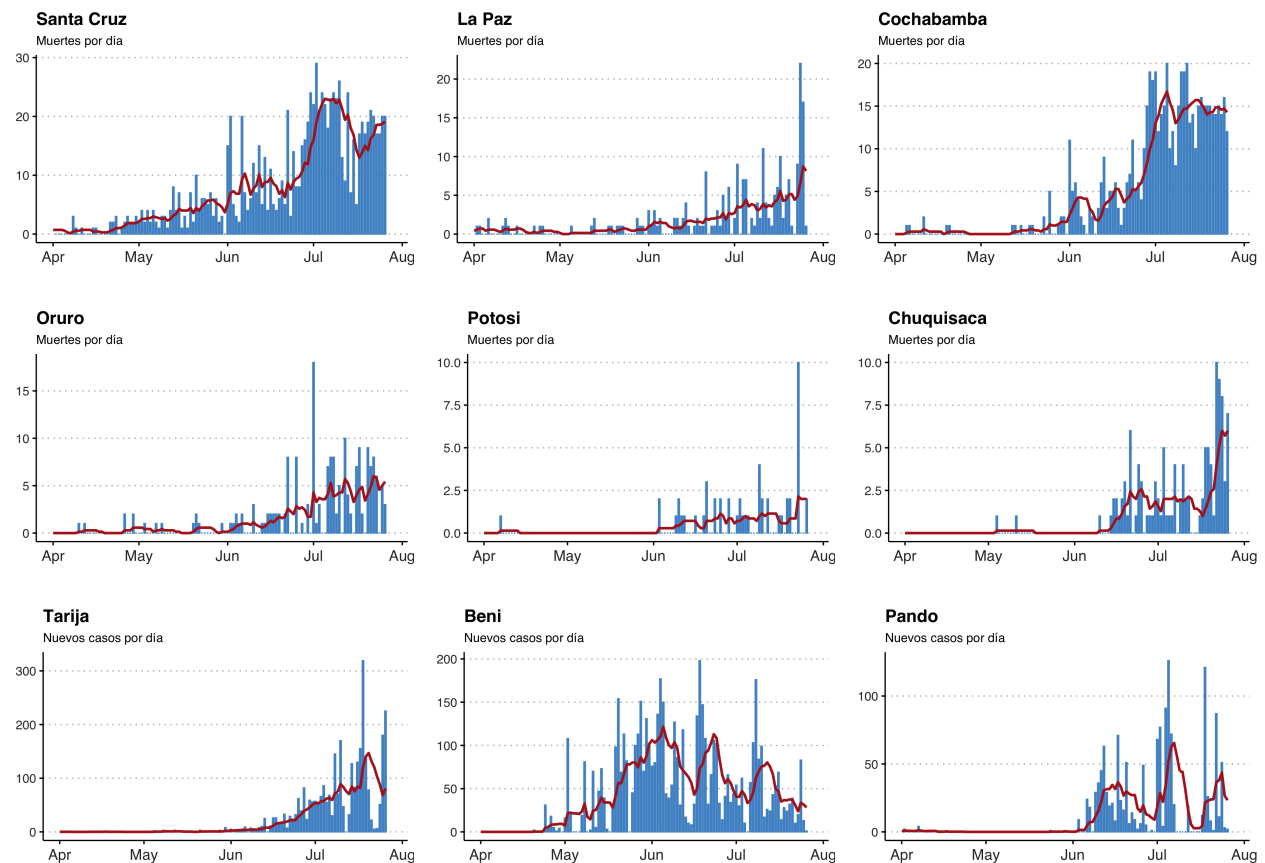 Santa Cruz
Muertes por día
30
20
10
0
Apr May Jun Jul Aug
La Paz
Muertes por día
20
15
10
5
0
Apr May Jun Jul Aug
Cochabamba
Muertes por día
20
15
10
5
0
Apr May Jun Jul Aug
Oruro
Muertes por día
15
10
5
0
Apr May Jun Jul Aug
Potosi
Muertes por día
10.0
7.5
5.0
2.5
0.0
Apr May Jun Jul Aug
Chuquisaca
Muertes por día
10.0
7.5
5.0
2.5
0.0
Apr May Jun Jul Aug
Tarija
Nuevos casos por día
300
200
100
0
Apr May Jun Jul Aug
Beni
Nuevos casos por día
200
150
100
50
0
Apr May Jun Jul Aug
Pando
Nuevos casos por día
100
50
0
Apr May Jun Jul Aug